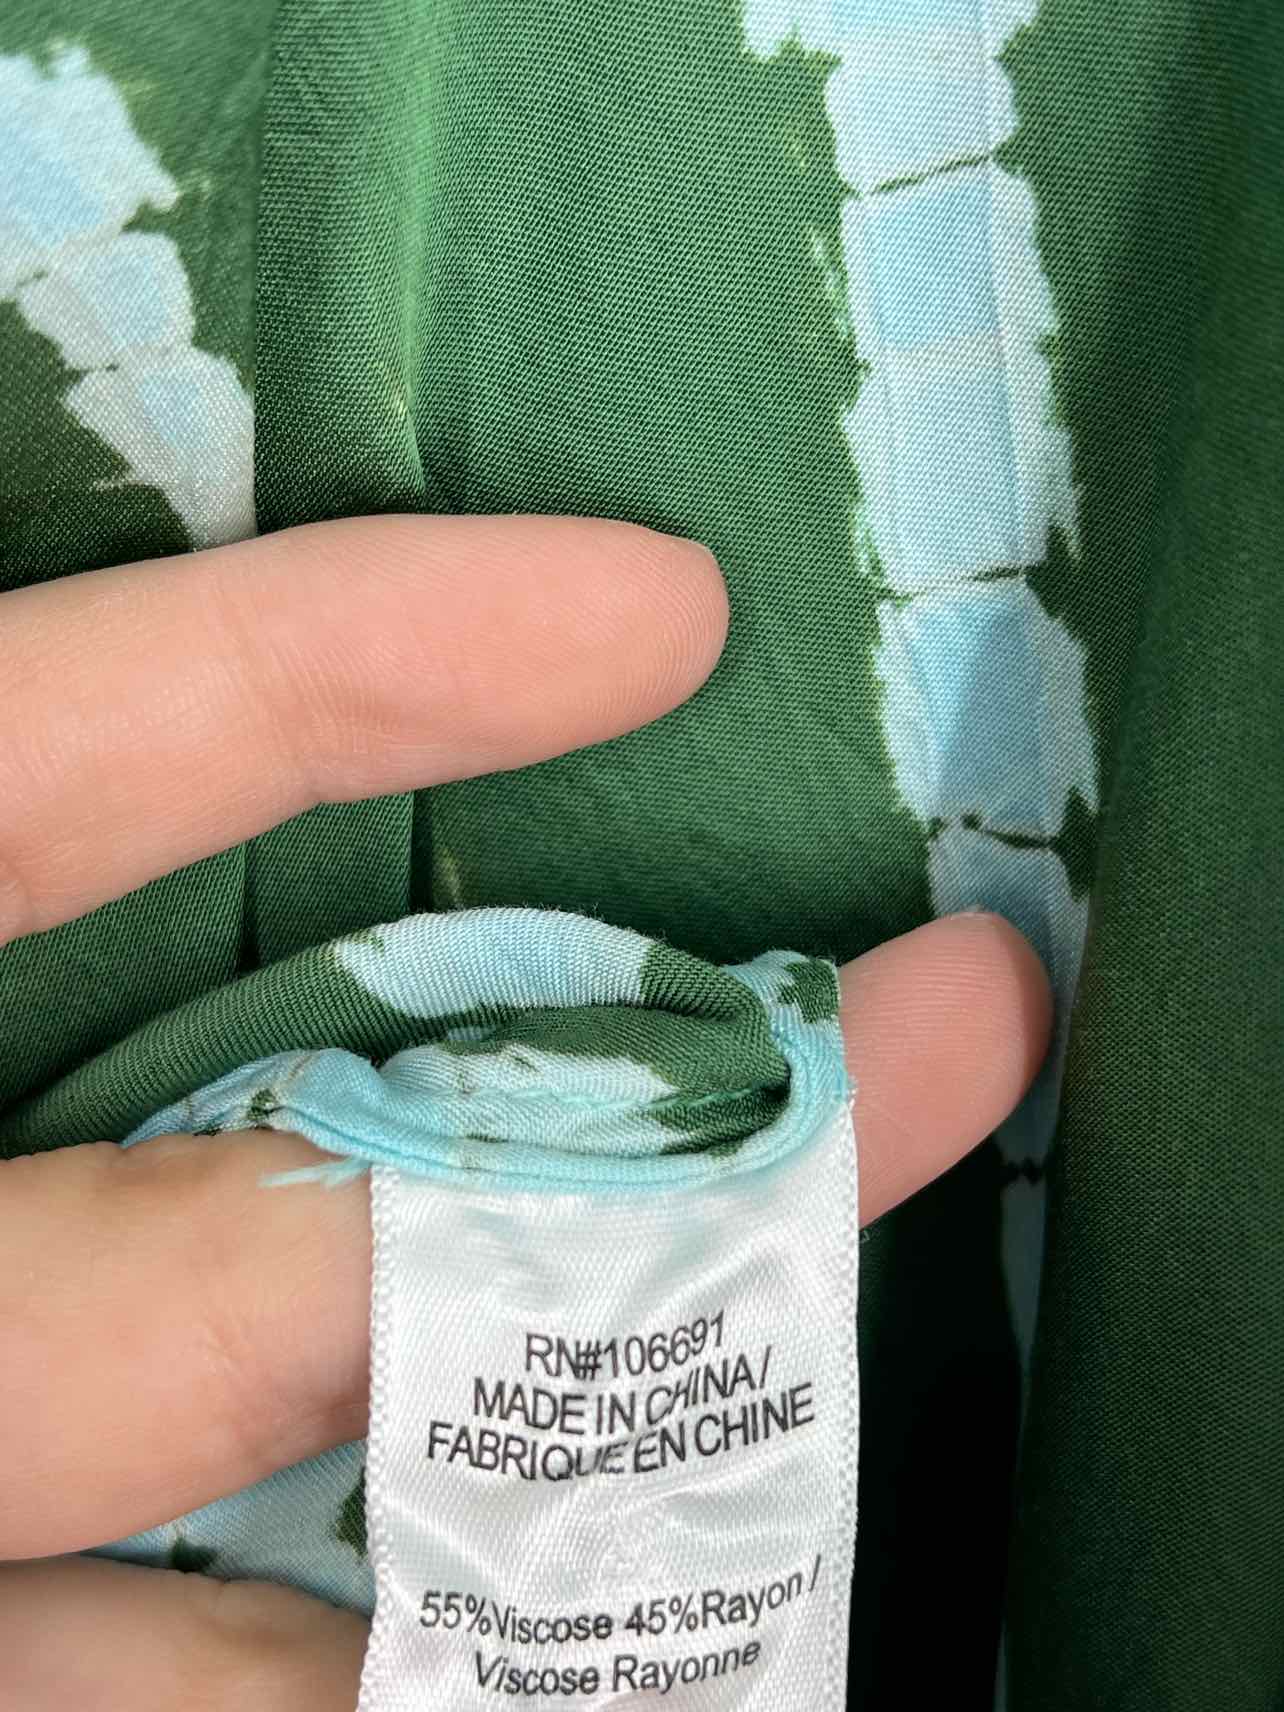 RN#106691
MADE IN CHINA/
FABRIQUE EN CHINE
55%Viscose 45%Rayon /
Viscose Rayonne